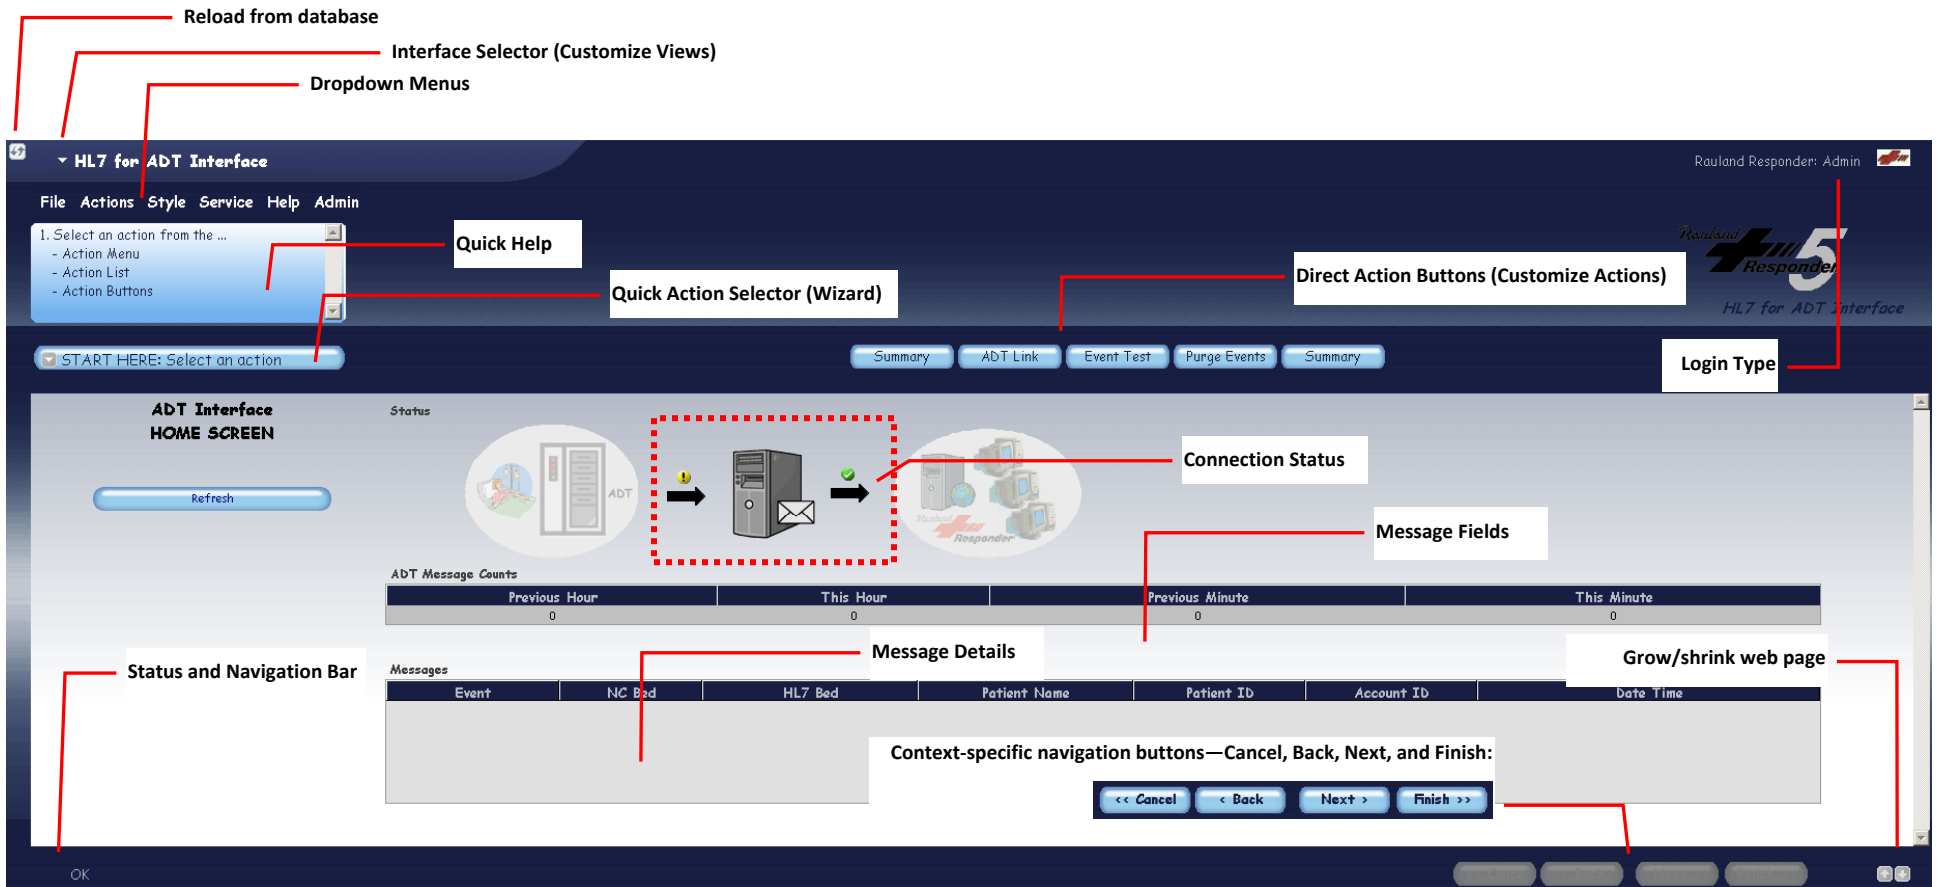 Reload from database
Interface Selector (Customize Views)
Dropdown Menus
HL7 for ADT Interface
Rauland Responder: Admin
File Actions Style Service Help Admin
1. Select an action from the ...
- Action Menu
- Action List
- Action Buttons
Quick Help
Quick Action Selector (Wizard)
Direct Action Buttons (Customize Actions)
Rauland
Responder
5
HL7 for ADT Interface
START HERE: Select an action
Summary ADT Link Event Test Purge Events Summary
Login Type
ADT Interface
HOME SCREEN
Status
Refresh
ADT
Rauland
Responder
Connection Status
Message Fields
ADT Message Counts
Previous Hour This Hour Previous Minute This Minute
0 0 0 0
Message Details
Status and Navigation Bar
Grow/shrink web page
Messages
Event NC Bed HL7 Bed Patient Name Patient ID Account ID Date Time
Context-specific navigation buttons—Cancel, Back, Next, and Finish:
<< Cancel < Back Next > Finish >>
OK